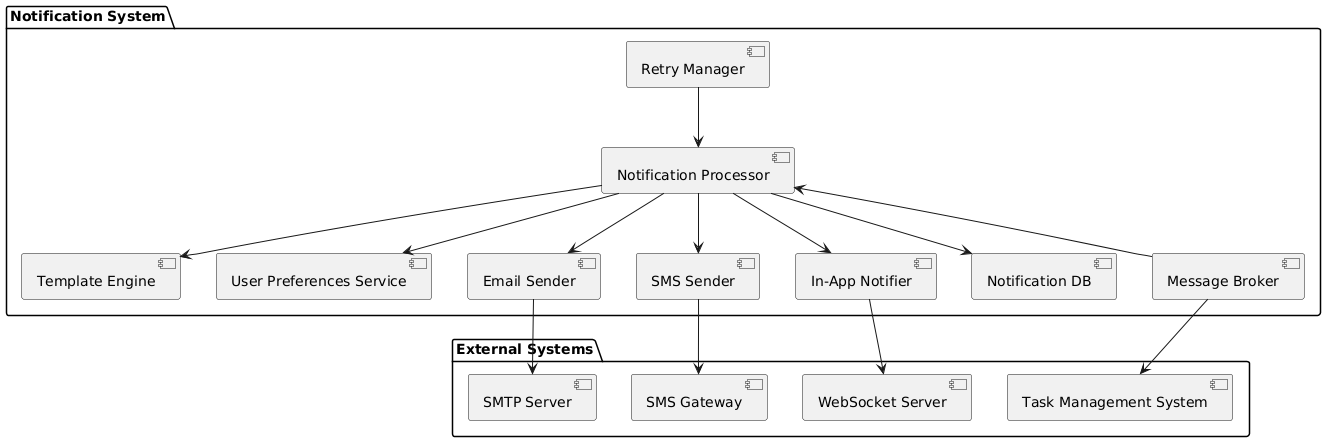 Notification System
Retry Manager
Notification Processor
Template Engine
User Preferences Service
Email Sender
SMS Sender
In-App Notifier
Notification DB
Message Broker
External Systems
SMTP Server
SMS Gateway
WebSocket Server
Task Management System